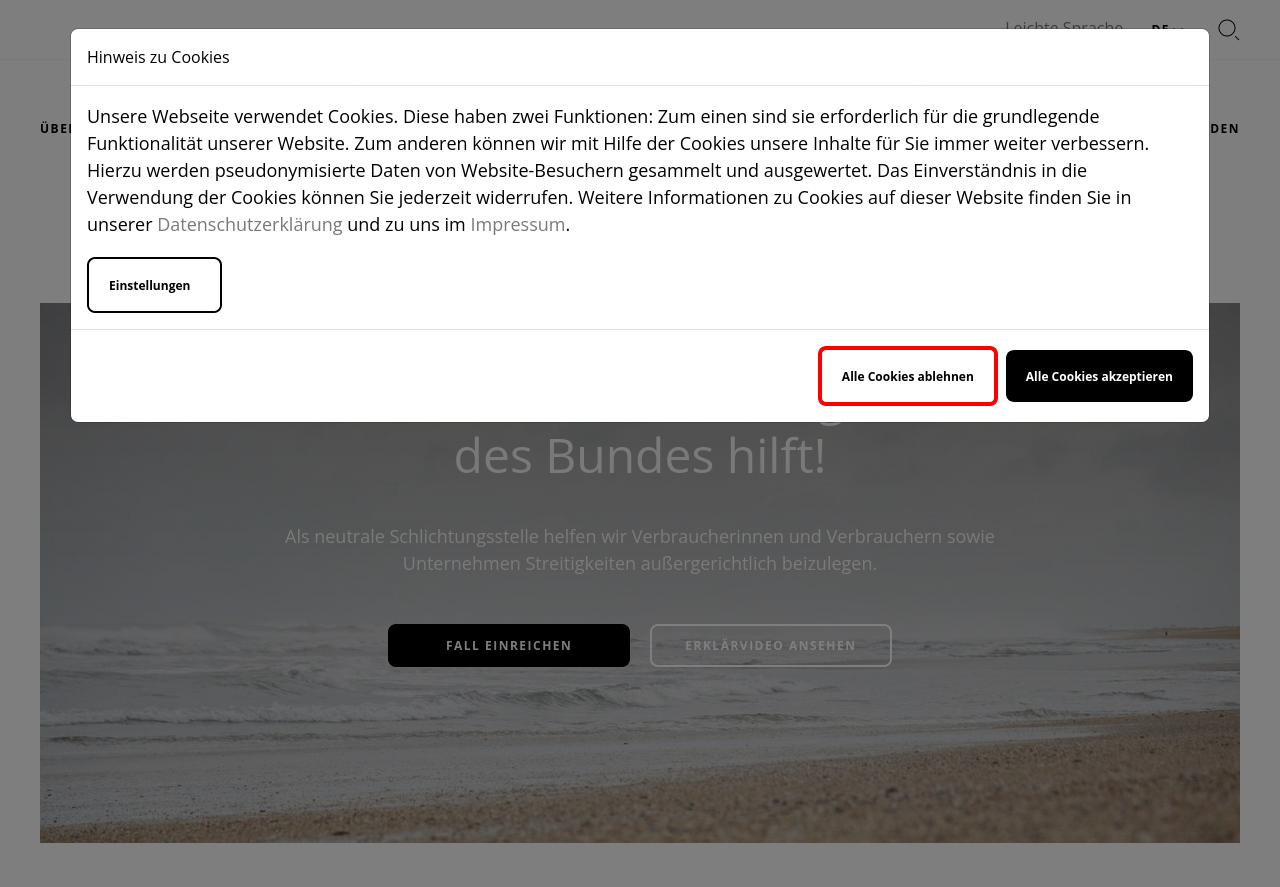 Hinweis zu Cookies
Unsere Webseite verwendet Cookies. Diese haben zwei Funktionen: Zum einen sind sie erforderlich für die grundlegende
Funktionalität unserer Website. Zum anderen können wir mit Hilfe der Cookies unsere Inhalte für Sie immer weiter verbessern.
Hierzu werden pseudonymisierte Daten von Website-Besuchern gesammelt und ausgewertet. Das Einverständnis in die
Verwendung der Cookies können Sie jederzeit widerrufen. Weitere Informationen zu Cookies auf dieser Website finden Sie in
unserer Datenschutzerklärung und zu uns im Impressum.
Einstellungen
Alle Cookies ablehnen Alle Cookies akzeptieren
Leichte Sprache DE
des Bundes hilft!
Als neutrale Schlichtungsstelle helfen wir Verbraucherinnen und Verbrauchern sowie
Unternehmen Streitigkeiten außergerichtlich beizulegen.
FALL EINREICHEN ERKLÄRVIDEO ANSEHEN